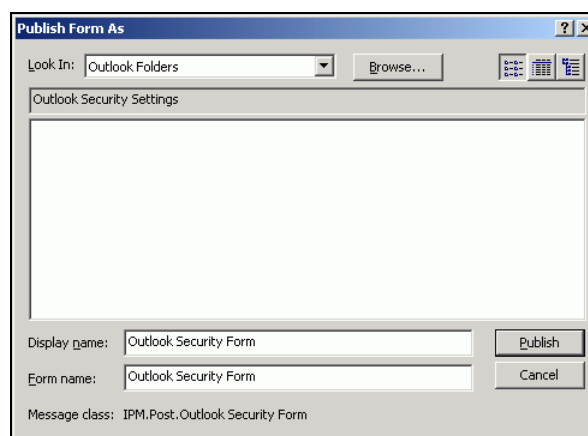 Publish Form As
Look In: Outlook Folders Browse...
Outlook Security Settings
Display name: Outlook Security Form Publish
Form name: Outlook Security Form Cancel
Message class: IPM.Post.Outlook Security Form